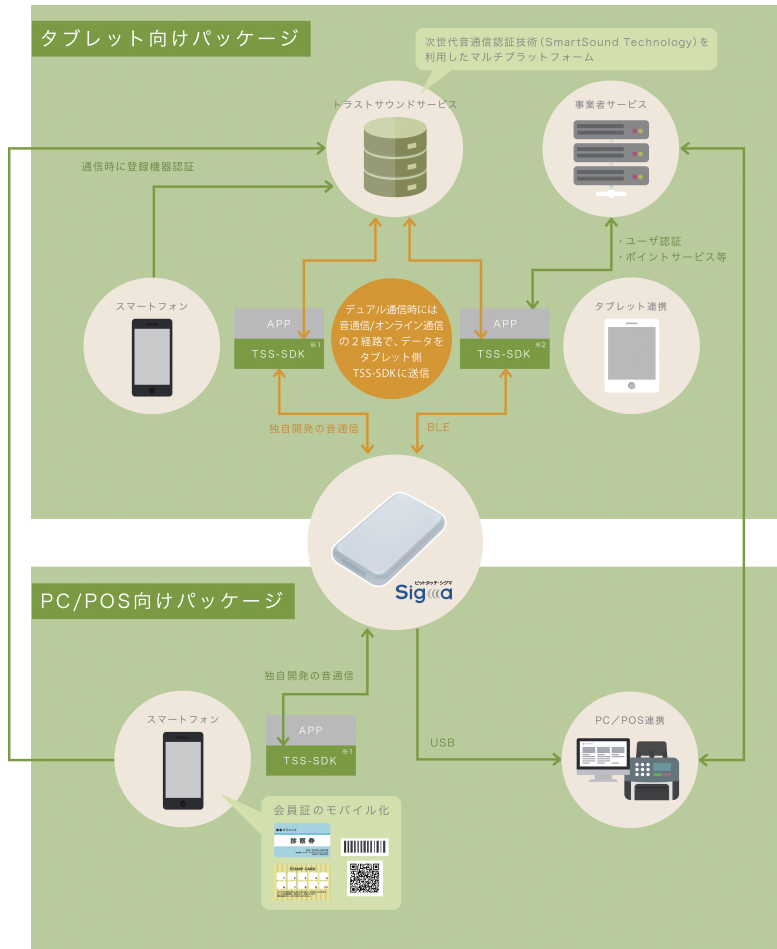 タブレット向けパッケージ
次世代音通信認証技術（SmartSound Technology）を
利用したマルチプラットフォーム
トラストサウンドサービス
事業者サービス
通信時に登録機器認証
・ユーザ認証
・ポイントサービス等
スマートフォン
APP
TSS-SDK ※1
デュアル通信時には
音通信/オンライン通信
の２経路で、データを
タブレット側
TSS-SDKに送信
APP
TSS-SDK ※2
タブレット連携
独自開発の音通信
BLE
ピットタッチ・シグマ
Sigma
PC/POS向けパッケージ
独自開発の音通信
スマートフォン
APP
TSS-SDK ※1
USB
PC／POS連携
会員証のモバイル化
診察券
STAMP CARD